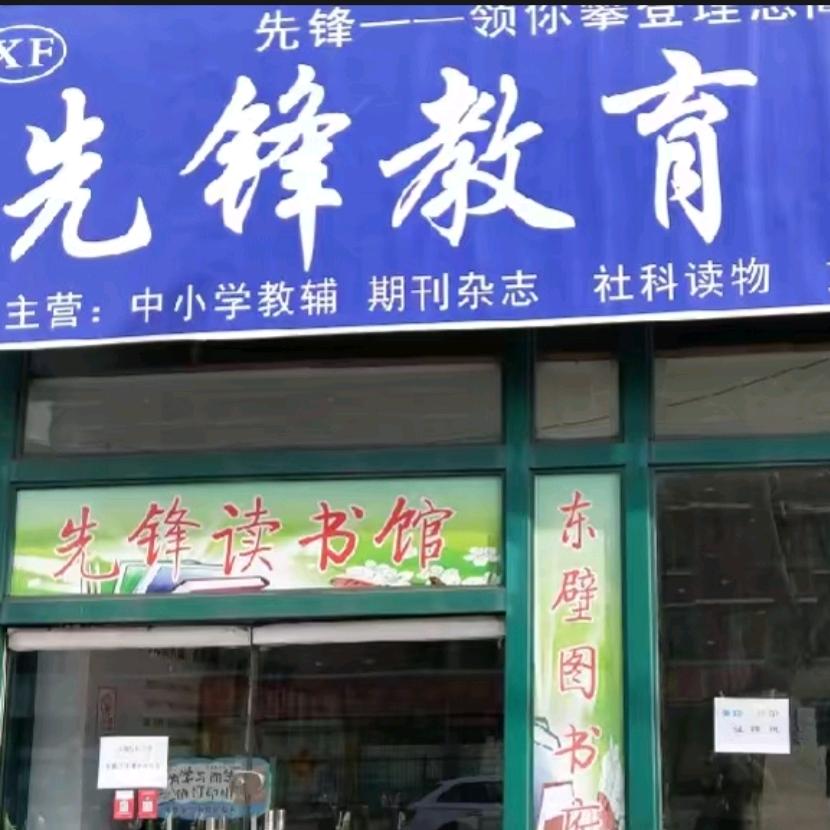 先锋——领你攀登理想
XF
先锋教育
主营：中小学教辅 期刊杂志 社科读物
先锋读书馆
东壁图书府